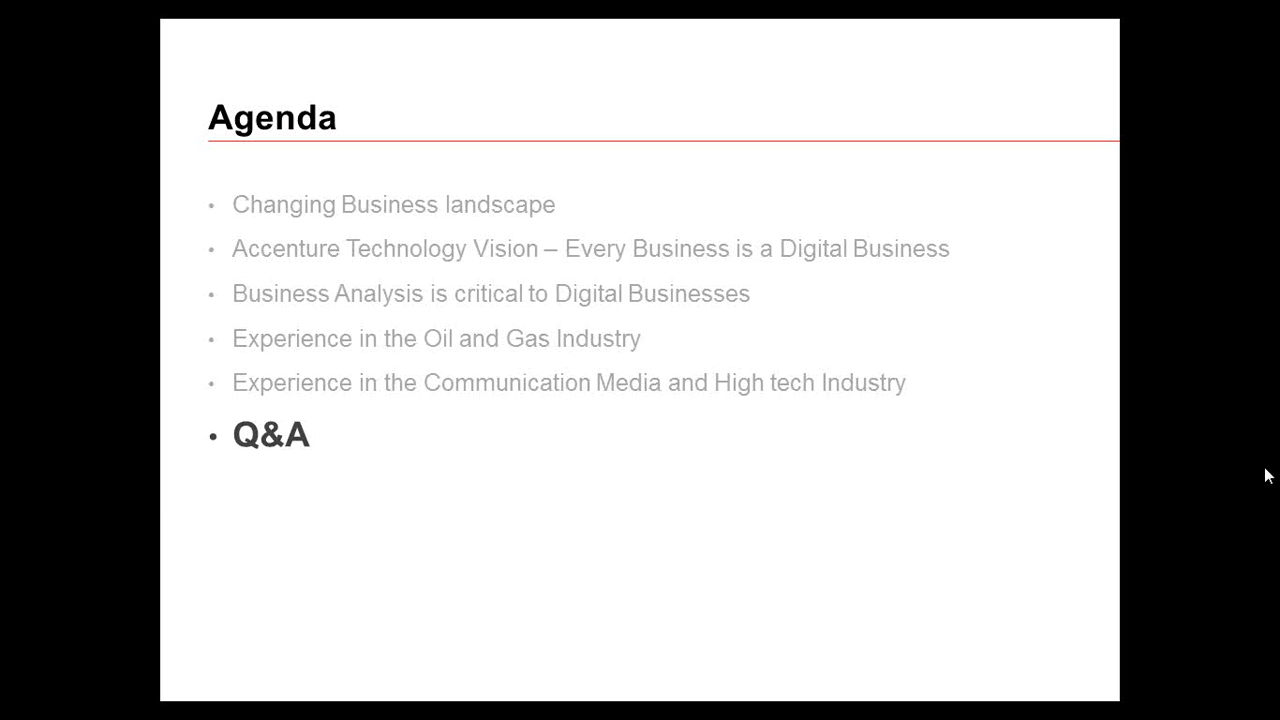 Agenda
• Changing Business landscape
• Accenture Technology Vision – Every Business is a Digital Business
• Business Analysis is critical to Digital Businesses
• Experience in the Oil and Gas Industry
• Experience in the Communication Media and High tech Industry
• Q&A